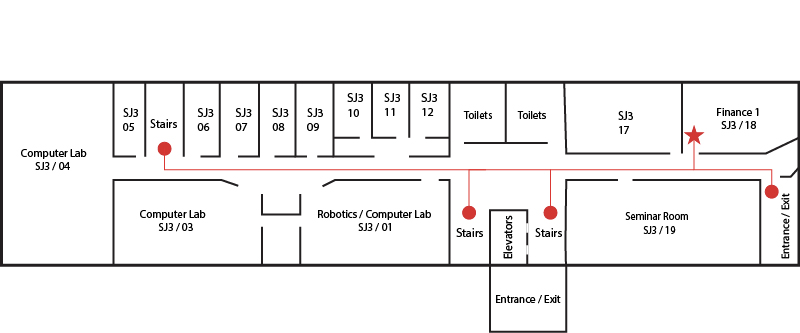 SJ3
05
Stairs
SJ3
06
SJ3
07
SJ3
08
SJ3
09
SJ3
10
SJ3
11
SJ3
12
Toilets
Toilets
SJ3
17
Finance 1
SJ3 / 18
Computer Lab
SJ3 / 04
Computer Lab
SJ3 / 03
Robotics / Computer Lab
SJ3 / 01
Stairs
Elevators
Stairs
Seminar Room
SJ3 / 19
Entrance / Exit
Entrance / Exit